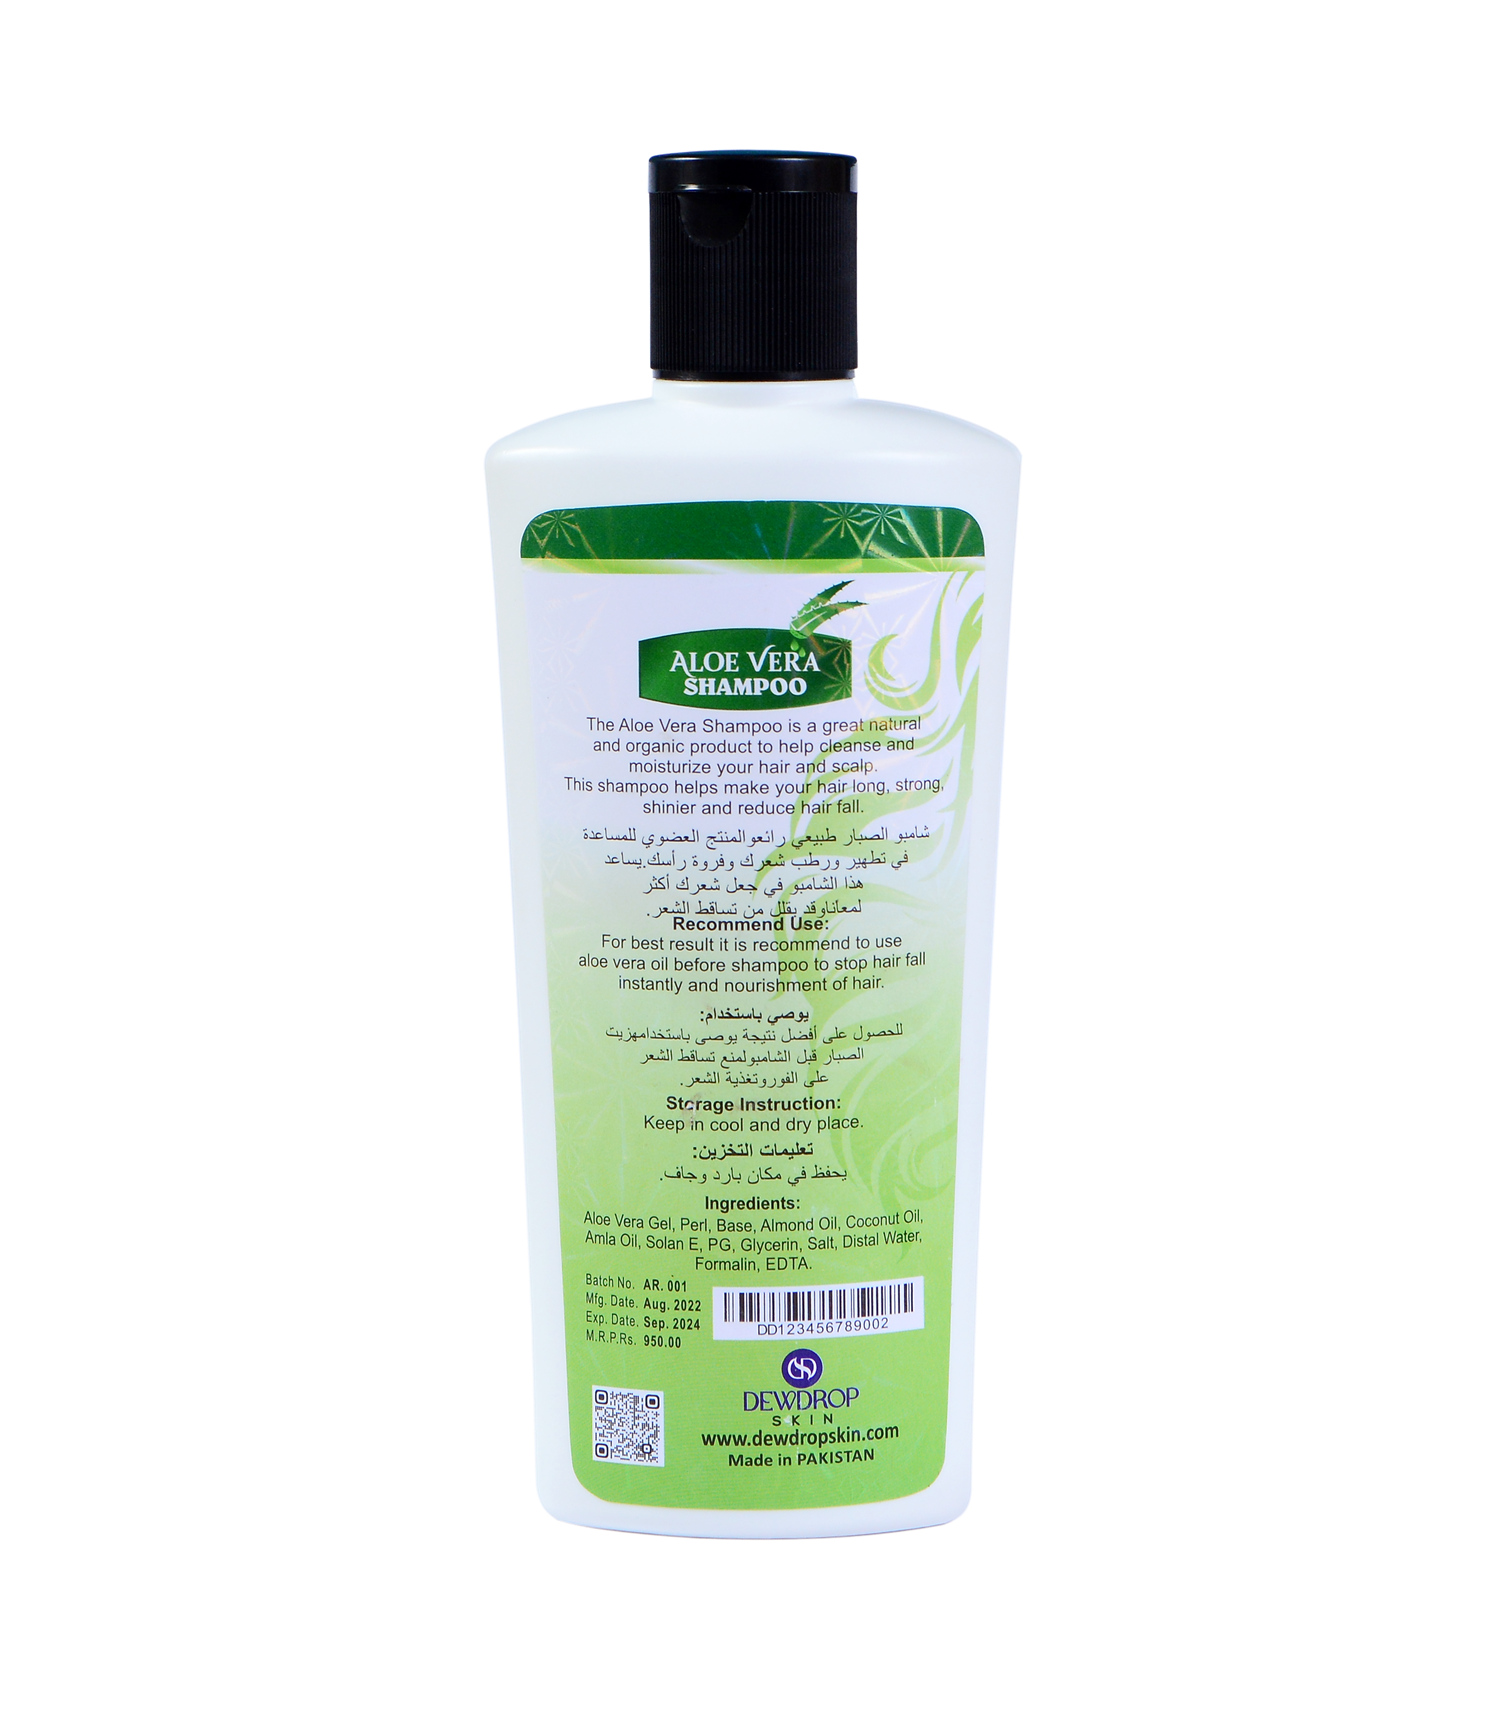 ALOE VERA
SHAMPOO
The Aloe Vera Shampoo is a great natural
and organic product to help cleanse and
moisturize your hair and scalp.
This shampoo helps make your hair long, strong,
shinier and reduce hair fall.
شامبو الصبار طبيعي رائعوالمنتج العضوي للمساعدة
في تطهير ورطب شعرك وفروة رأسك.يساعد
هذا الشامبو في جعل شعرك أكثر
لمعاناوقد يقلل من تساقط الشعر.
Recommend Use:
For best result it is recommend to use
aloe vera oil before shampoo to stop hair fall
instantly and nourishment of hair.
يوصي باستخدام:
للحصول على أفضل نتيجة يوصى باستخدامهزيت
الصبار قبل الشامبولمنع تساقط الشعر
على الفوروتغذية الشعر.
Storage Instruction:
Keep in cool and dry place.
تعليمات التخزين:
يحفظ في مكان بارد وجاف.
Ingredients:
Aloe Vera Gel, Perl, Base, Almond Oil, Coconut Oil,
Amla Oil, Solan E, PG, Glycerin, Salt, Distal Water,
Formalin, EDTA.
Batch No. AR. 001
Mfg. Date. Aug. 2022
Exp. Date. Sep. 2024
M.R.P.Rs. 950.00
DD123456789002
DEWDROP
SKIN
www.dewdropskin.com
Made in PAKISTAN